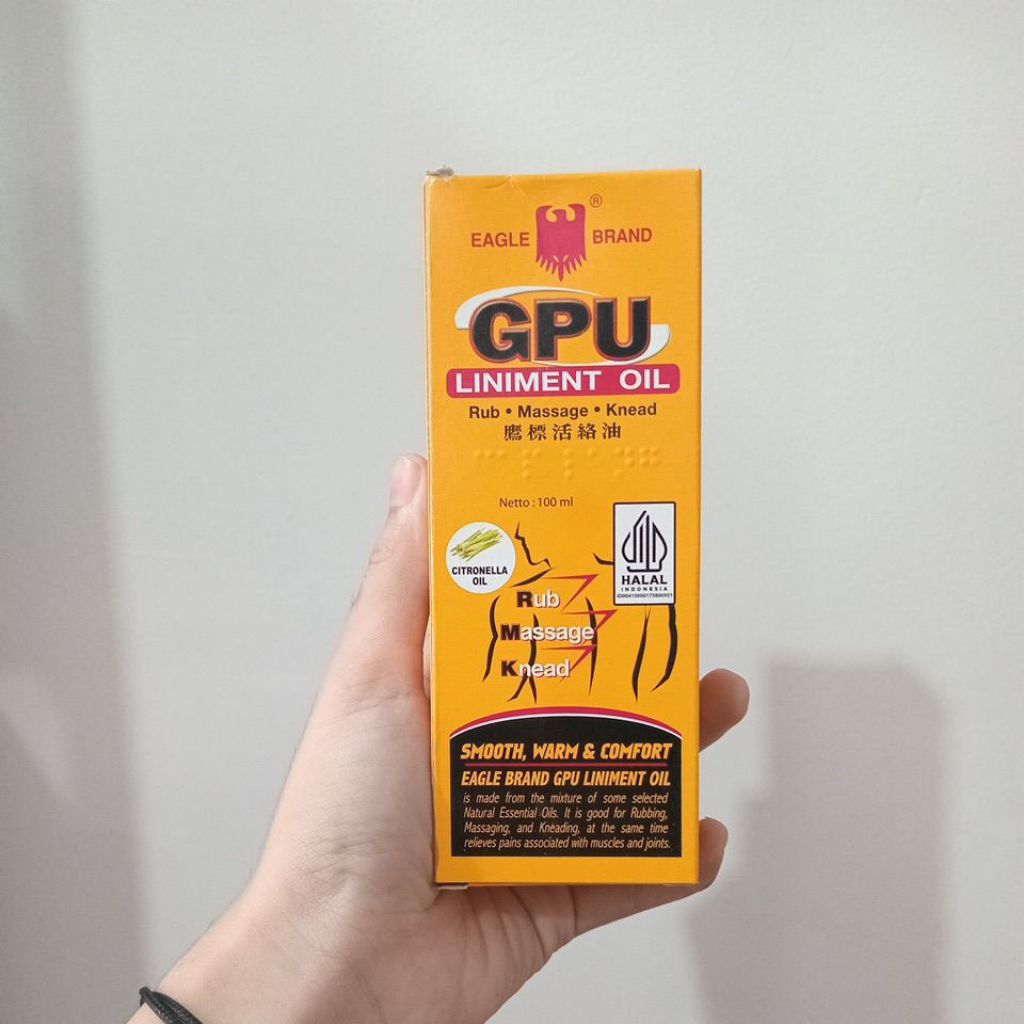 EAGLE BRAND ®
GPU
LINIMENT OIL
Rub • Massage • Knead
鷹標活絡油
Netto : 100 ml
CITRONELLA
OIL
HALAL
INDONESIA
Rub
Massage
Knead
SMOOTH, WARM & COMFORT
EAGLE BRAND GPU LINIMENT OIL
is made from the mixture of some selected
Natural Essential Oils. It is good for Rubbing,
Massaging, and Kneading, at the same time
relieves pains associated with muscles and joints.